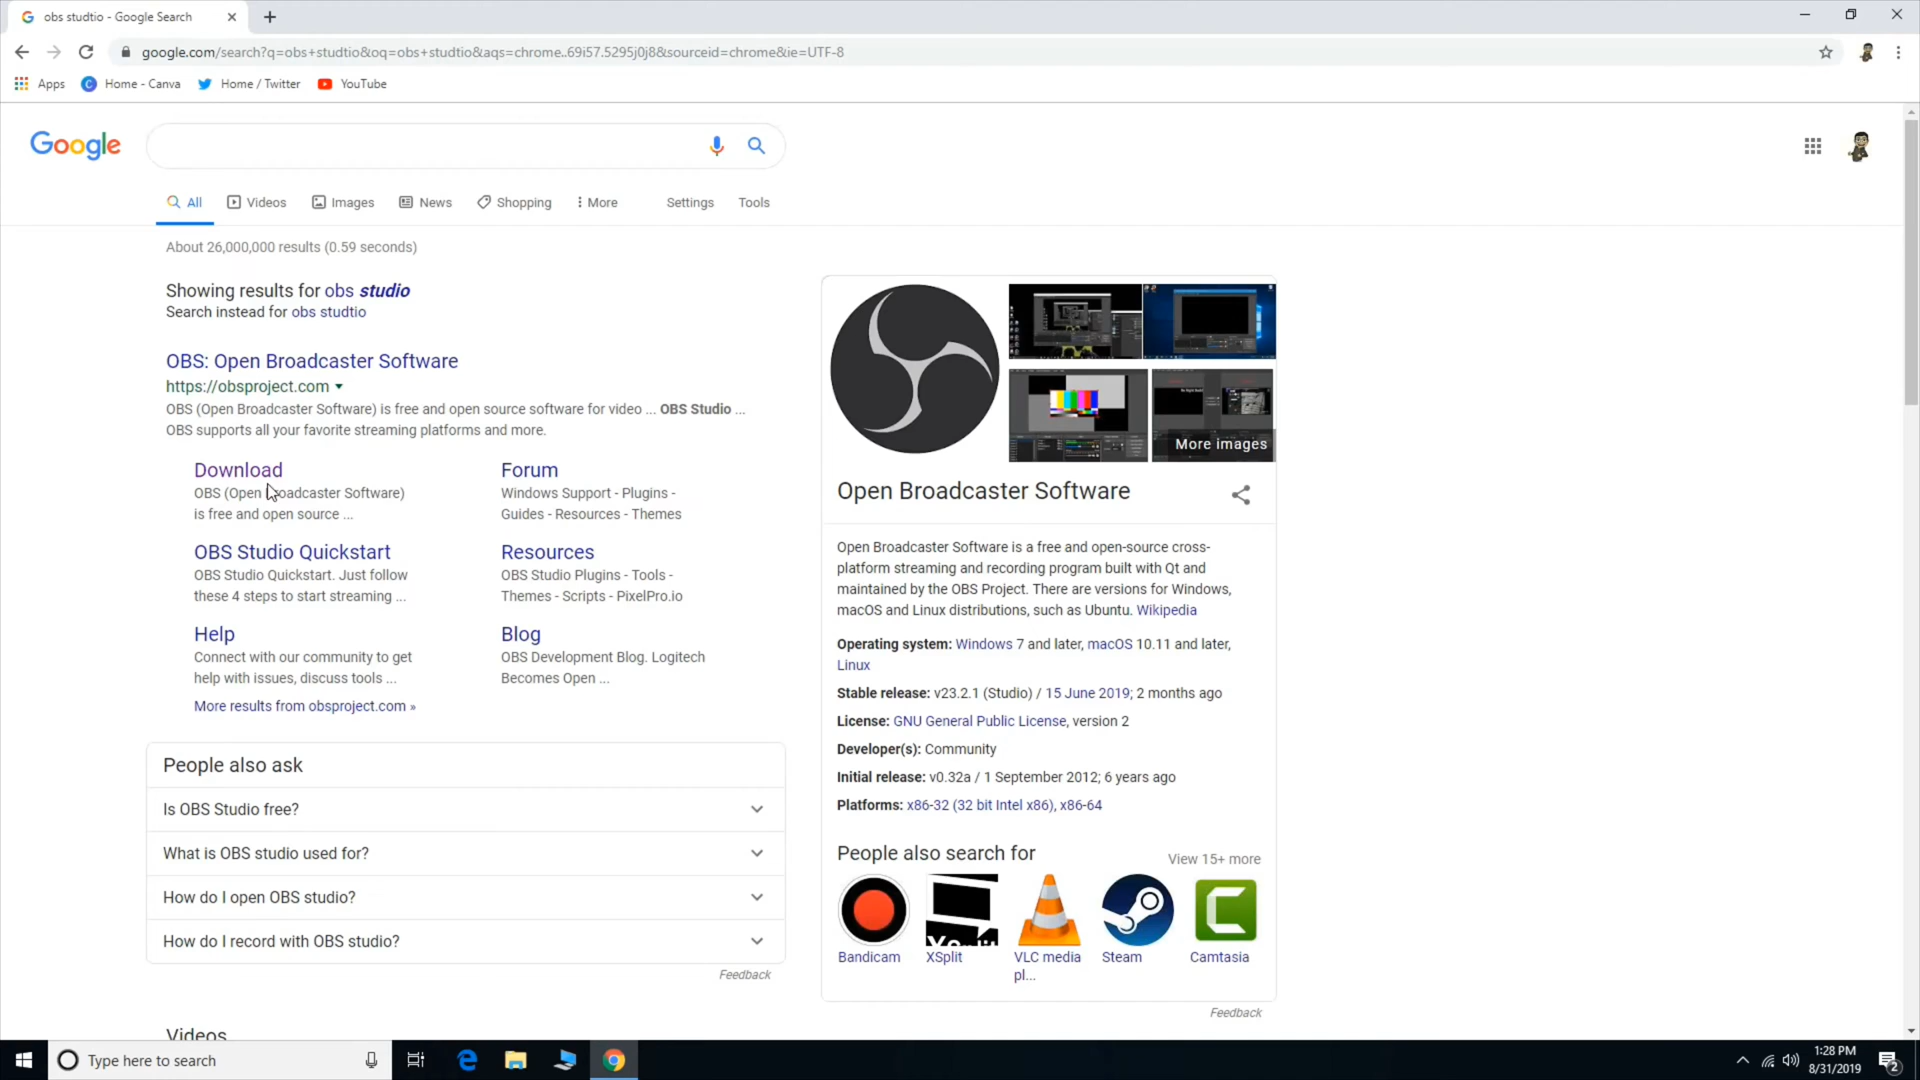 obs studtio - Google Search
google.com/search?q=obs+studtio&oq=obs+studtio&aqs=chrome..69i57.5295j0j8&sourceid=chrome&ie=UTF-8
Apps
Home - Canva
Home / Twitter
YouTube
Google
All
Videos
Images
News
Shopping
More
Settings
Tools
About 26,000,000 results (0.59 seconds)
Showing results for obs studio
Search instead for obs studtio
OBS: Open Broadcaster Software
https://obsproject.com
OBS (Open Broadcaster Software) is free and open source software for video ... OBS Studio ...
OBS supports all your favorite streaming platforms and more.
Download
OBS (Open Broadcaster Software)
is free and open source ...
Forum
Windows Support - Plugins -
Guides - Resources - Themes
OBS Studio Quickstart
OBS Studio Quickstart. Just follow
these 4 steps to start streaming ...
Resources
OBS Studio Plugins - Tools -
Themes - Scripts - PixelPro.io
Help
Connect with our community to get
help with issues, discuss tools ...
Blog
OBS Development Blog. Logitech
Becomes Open ...
More results from obsproject.com »
People also ask
Is OBS Studio free?
What is OBS studio used for?
How do I open OBS studio?
How do I record with OBS studio?
Feedback
Videos
More images
Open Broadcaster Software
Open Broadcaster Software is a free and open-source cross-
platform streaming and recording program built with Qt and
maintained by the OBS Project. There are versions for Windows,
macOS and Linux distributions, such as Ubuntu. Wikipedia
Operating system: Windows 7 and later, macOS 10.11 and later,
Linux
Stable release: v23.2.1 (Studio) / 15 June 2019; 2 months ago
License: GNU General Public License, version 2
Developer(s): Community
Initial release: v0.32a / 1 September 2012; 6 years ago
Platforms: x86-32 (32 bit Intel x86), x86-64
People also search for
View 15+ more
Bandicam
XSplit
VLC media
pl...
Steam
Camtasia
Feedback
Type here to search
1:28 PM
8/31/2019
2